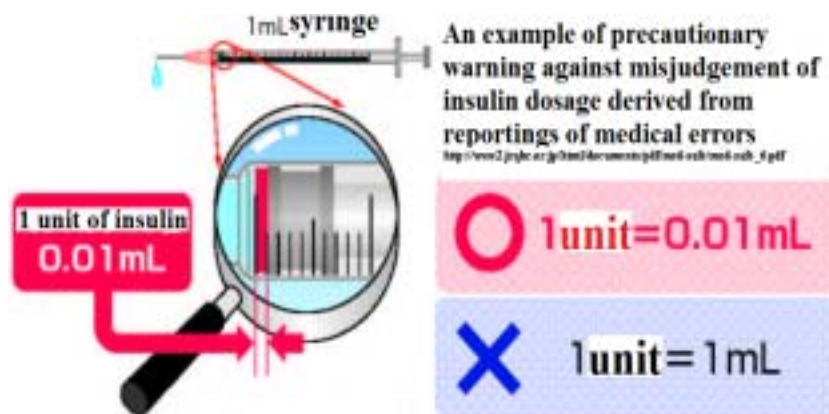 1mL syringe
An example of precautionary
warning against misjudgement of
insulin dosage derived from
reportings of medical errors
1 unit of insulin
0.01mL
1unit=0.01mL
1unit= 1mL